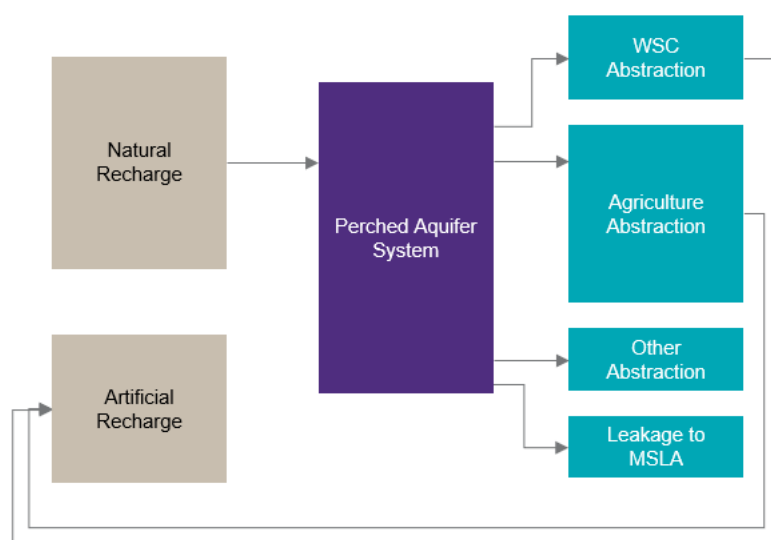 Natural
Recharge
Artificial
Recharge
Perched Aquifer
System
WSC
Abstraction
Agriculture
Abstraction
Other
Abstraction
Leakage to
MSLA